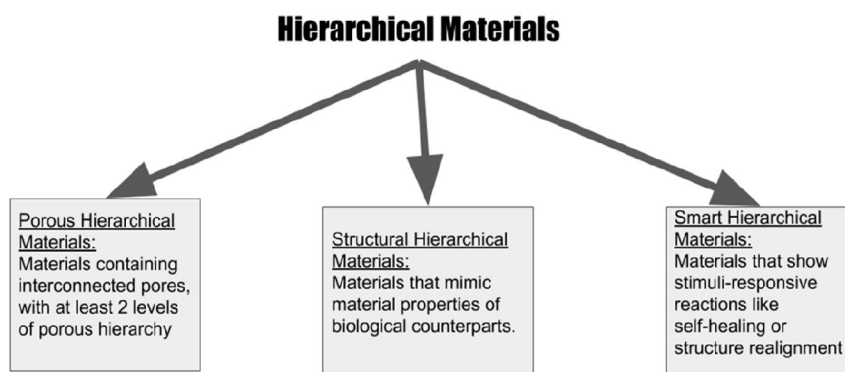 Hierarchical Materials
Porous Hierarchical
Materials:
Materials containing
interconnected pores,
with at least 2 levels
of porous hierarchy
Structural Hierarchical
Materials:
Materials that mimic
material properties of
biological counterparts.
Smart Hierarchical
Materials:
Materials that show
stimuli-responsive
reactions like
self-healing or
structure realignment